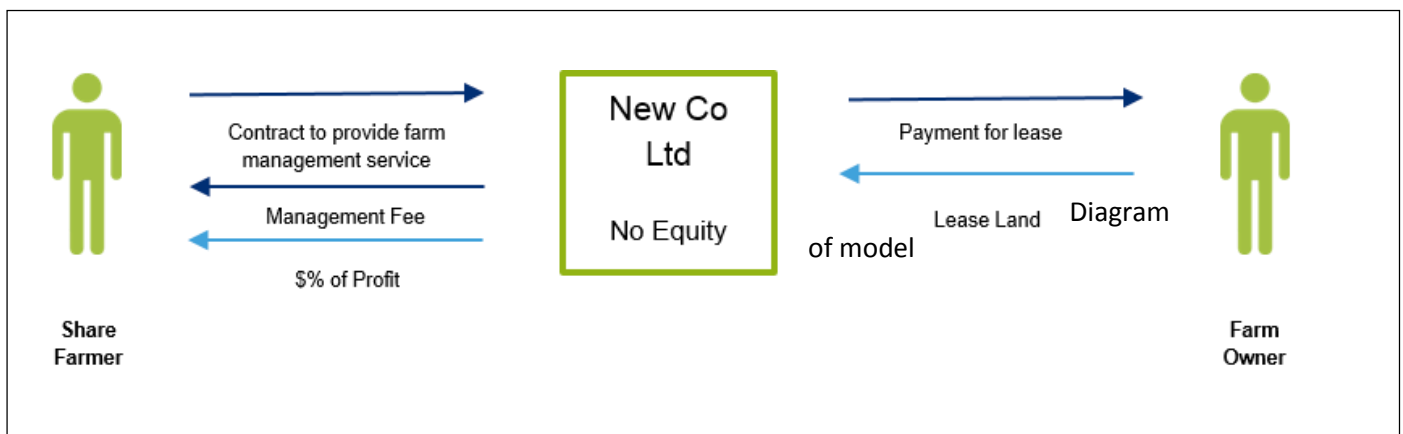 Contract to provide farm
management service
Management Fee
$% of Profit
Share
Farmer
New Co
Ltd
No Equity
Payment for lease
Lease Land
Diagram
of model
Farm
Owner